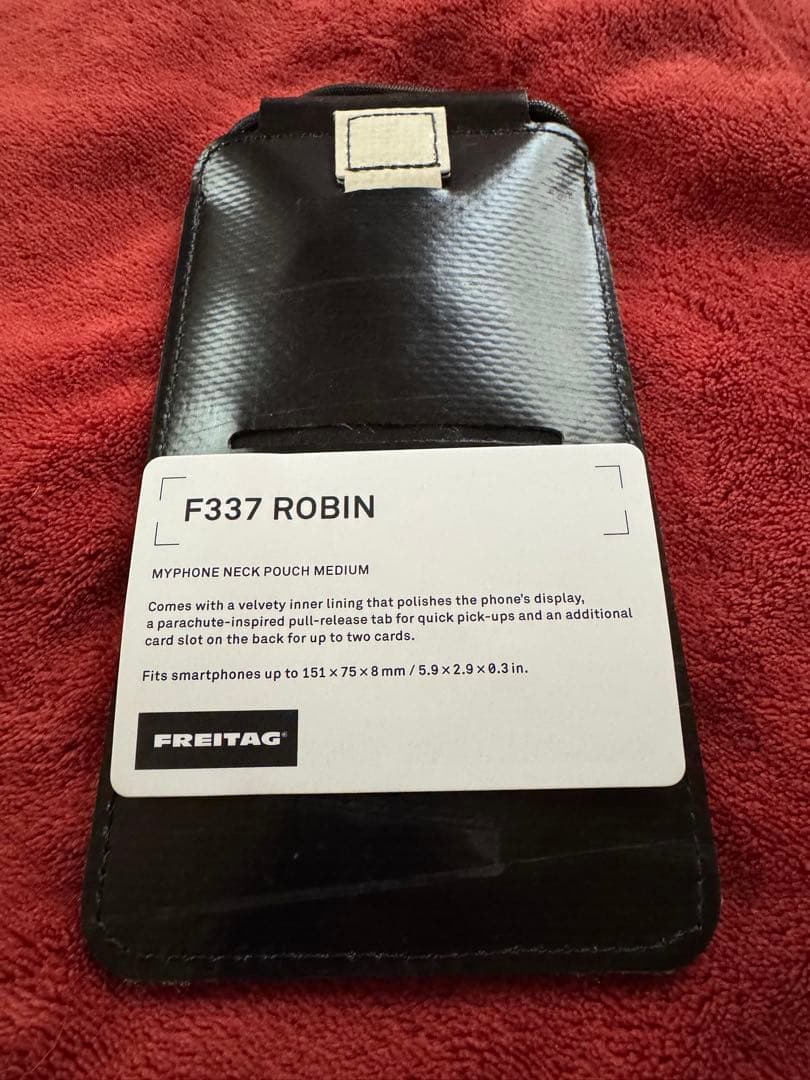 F337 ROBIN
MYPHONE NECK POUCH MEDIUM
Comes with a velvety inner lining that polishes the phone's display,
a parachute-inspired pull-release tab for quick pick-ups and an additional
card slot on the back for up to two cards.
Fits smartphones up to 151 × 75 × 8 mm / 5.9 × 2.9 × 0.3 in.
FREITAG®